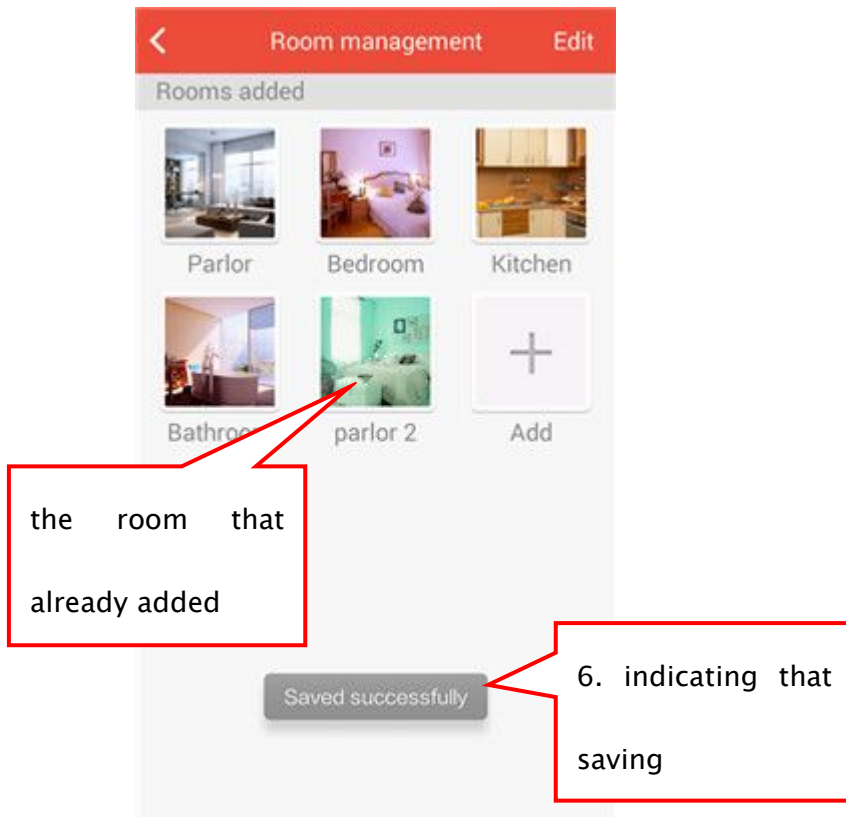 Room management Edit
Rooms added
Parlor Bedroom Kitchen
Bathroo parlor 2 Add
the room that
already added
Saved successfully
6. indicating that
saving